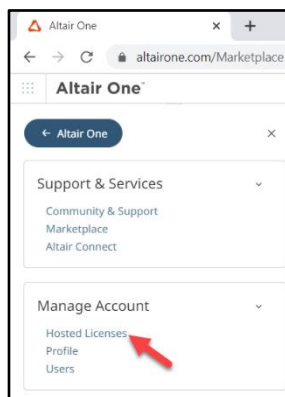 Altair One
altairone.com/Marketplace
Altair One™
← Altair One
Support & Services
Community & Support
Marketplace
Altair Connect
Manage Account
Hosted Licenses
Profile
Users